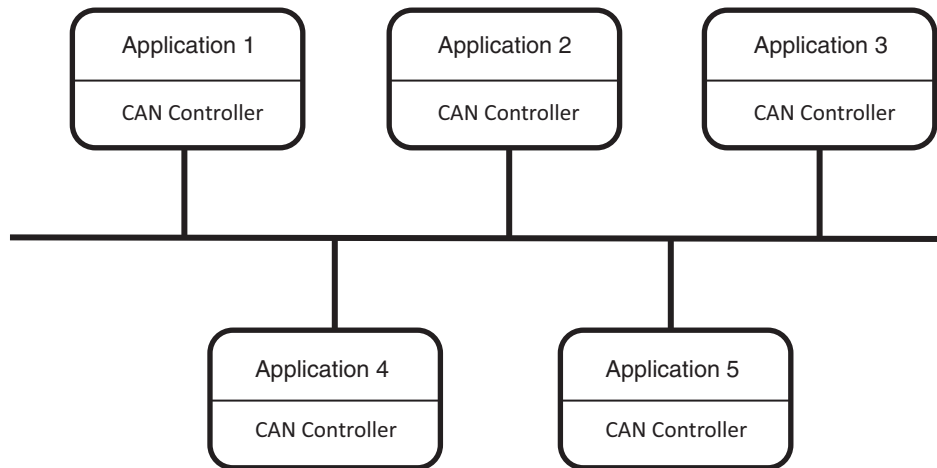 Application 1
CAN Controller
Application 2
CAN Controller
Application 3
CAN Controller
Application 4
CAN Controller
Application 5
CAN Controller